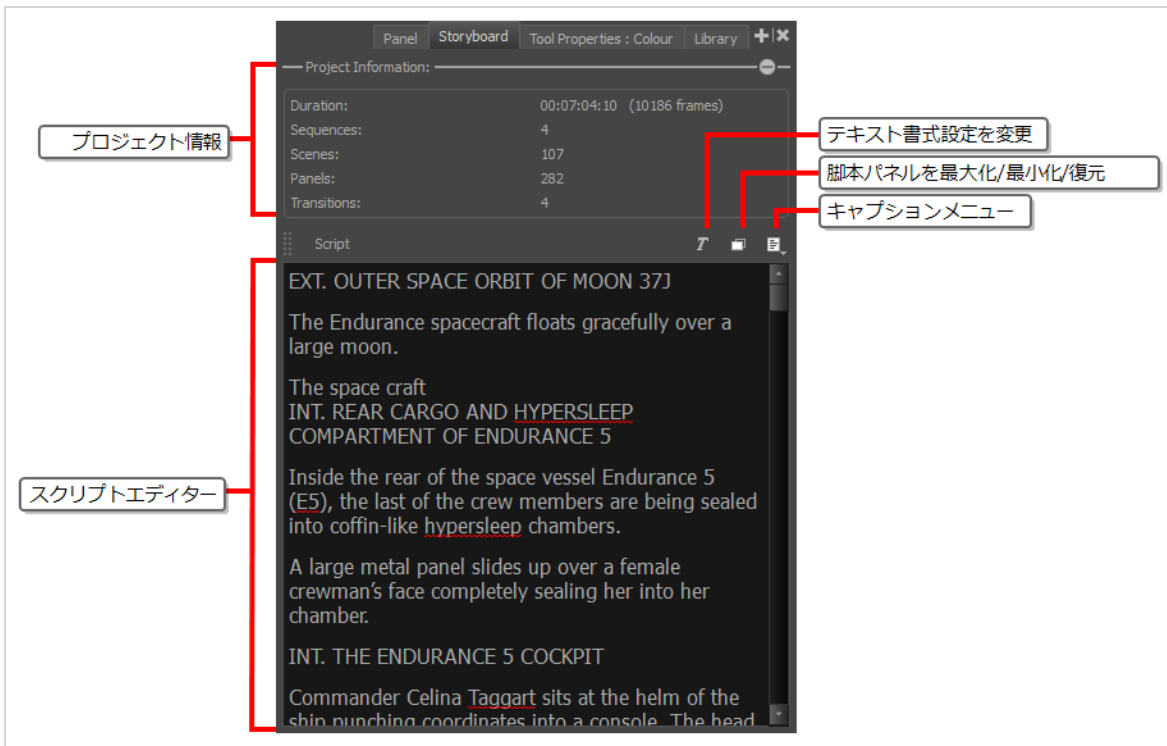 Panel Storyboard Tool Properties : Colour Library
Project Information:
Duration: 00:07:04:10 (10186 frames)
Sequences: 4
Scenes: 107
Panels: 282
Transitions: 4
プロジェクト情報
テキスト書式設定を変更
脚本パネルを最大化/最小化/復元
キャプションメニュー
Script
EXT. OUTER SPACE ORBIT OF MOON 37J
The Endurance spacecraft floats gracefully over a
large moon.
The space craft
INT. REAR CARGO AND HYPERSLEEP
COMPARTMENT OF ENDURANCE 5
スクリプトエディター
Inside the rear of the space vessel Endurance 5
(E5), the last of the crew members are being sealed
into coffin-like hypersleep chambers.
A large metal panel slides up over a female
crewman's face completely sealing her into her
chamber.
INT. THE ENDURANCE 5 COCKPIT
Commander Celina Taggart sits at the helm of the
ship punching coordinates into a console. The head